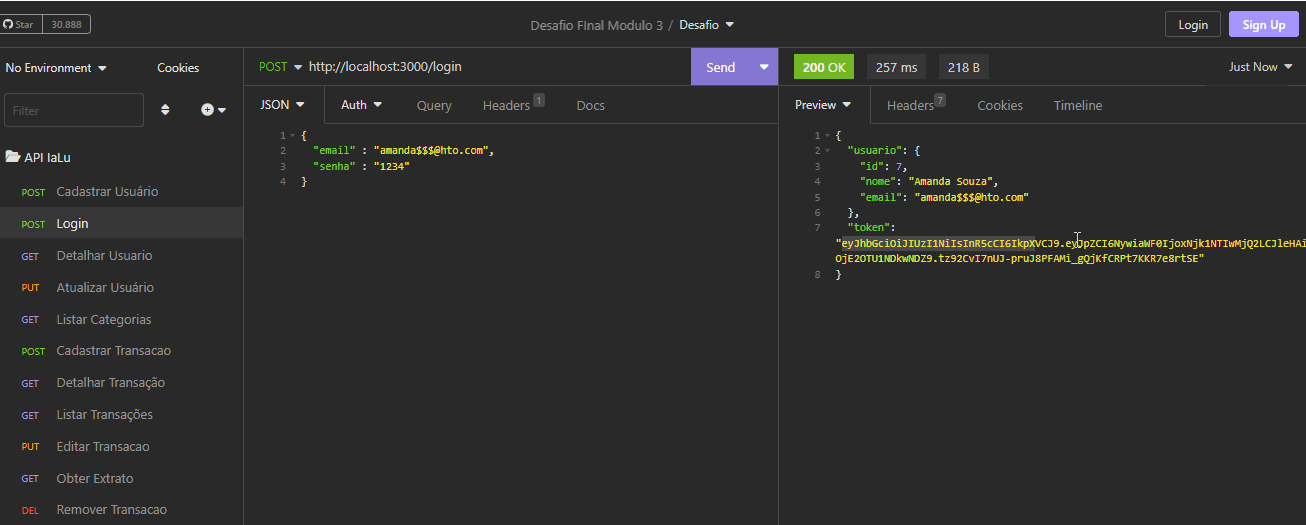 Star 30.888
Desafio FInal Modulo 3 / Desafio
Login Sign Up
No Environment Cookies
POST http://localhost:3000/login Send
200 OK 257 ms 218 B Just Now
Filter
JSON Auth Query Headers 1 Docs
Preview Headers 7 Cookies Timeline
API IaLu
POST Cadastrar Usuário
POST Login
GET Detalhar Usuario
PUT Atualizar Usuário
GET Listar Categorias
POST Cadastrar Transacao
GET Detalhar Transação
GET Listar Transações
PUT Editar Transacao
GET Obter Extrato
DEL Remover Transacao
1 {
2 "email" : "amanda$$$@hto.com",
3 "senha" : "1234"
4 }
1 {
2 "usuario": {
3 "id": 7,
4 "nome": "Amanda Souza",
5 "email": "amanda$$$@hto.com"
6 },
7 "token":
"eyJhbGciOiJIUzI1NiIsInR5cCI6IkpXVCJ9.eyJpZCI6NywiaWF0IjoxNjk1NTIwMjQ2LCJleHAi
OjE2OTU1NDkwNDZ9.tz92CvI7nUJ-pruJ8PFAMi_gQjKfCRPt7KKR7e8rtSE"
8 }